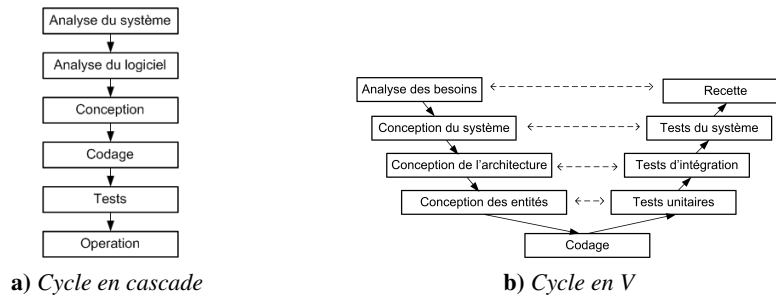 Analyse du système
Analyse du logiciel
Conception
Codage
Tests
Operation
a) Cycle en cascade
Analyse des besoins
Recette
Conception du système
Tests du système
Conception de l'architecture
Tests d'intégration
Conception des entités
Tests unitaires
Codage
b) Cycle en V